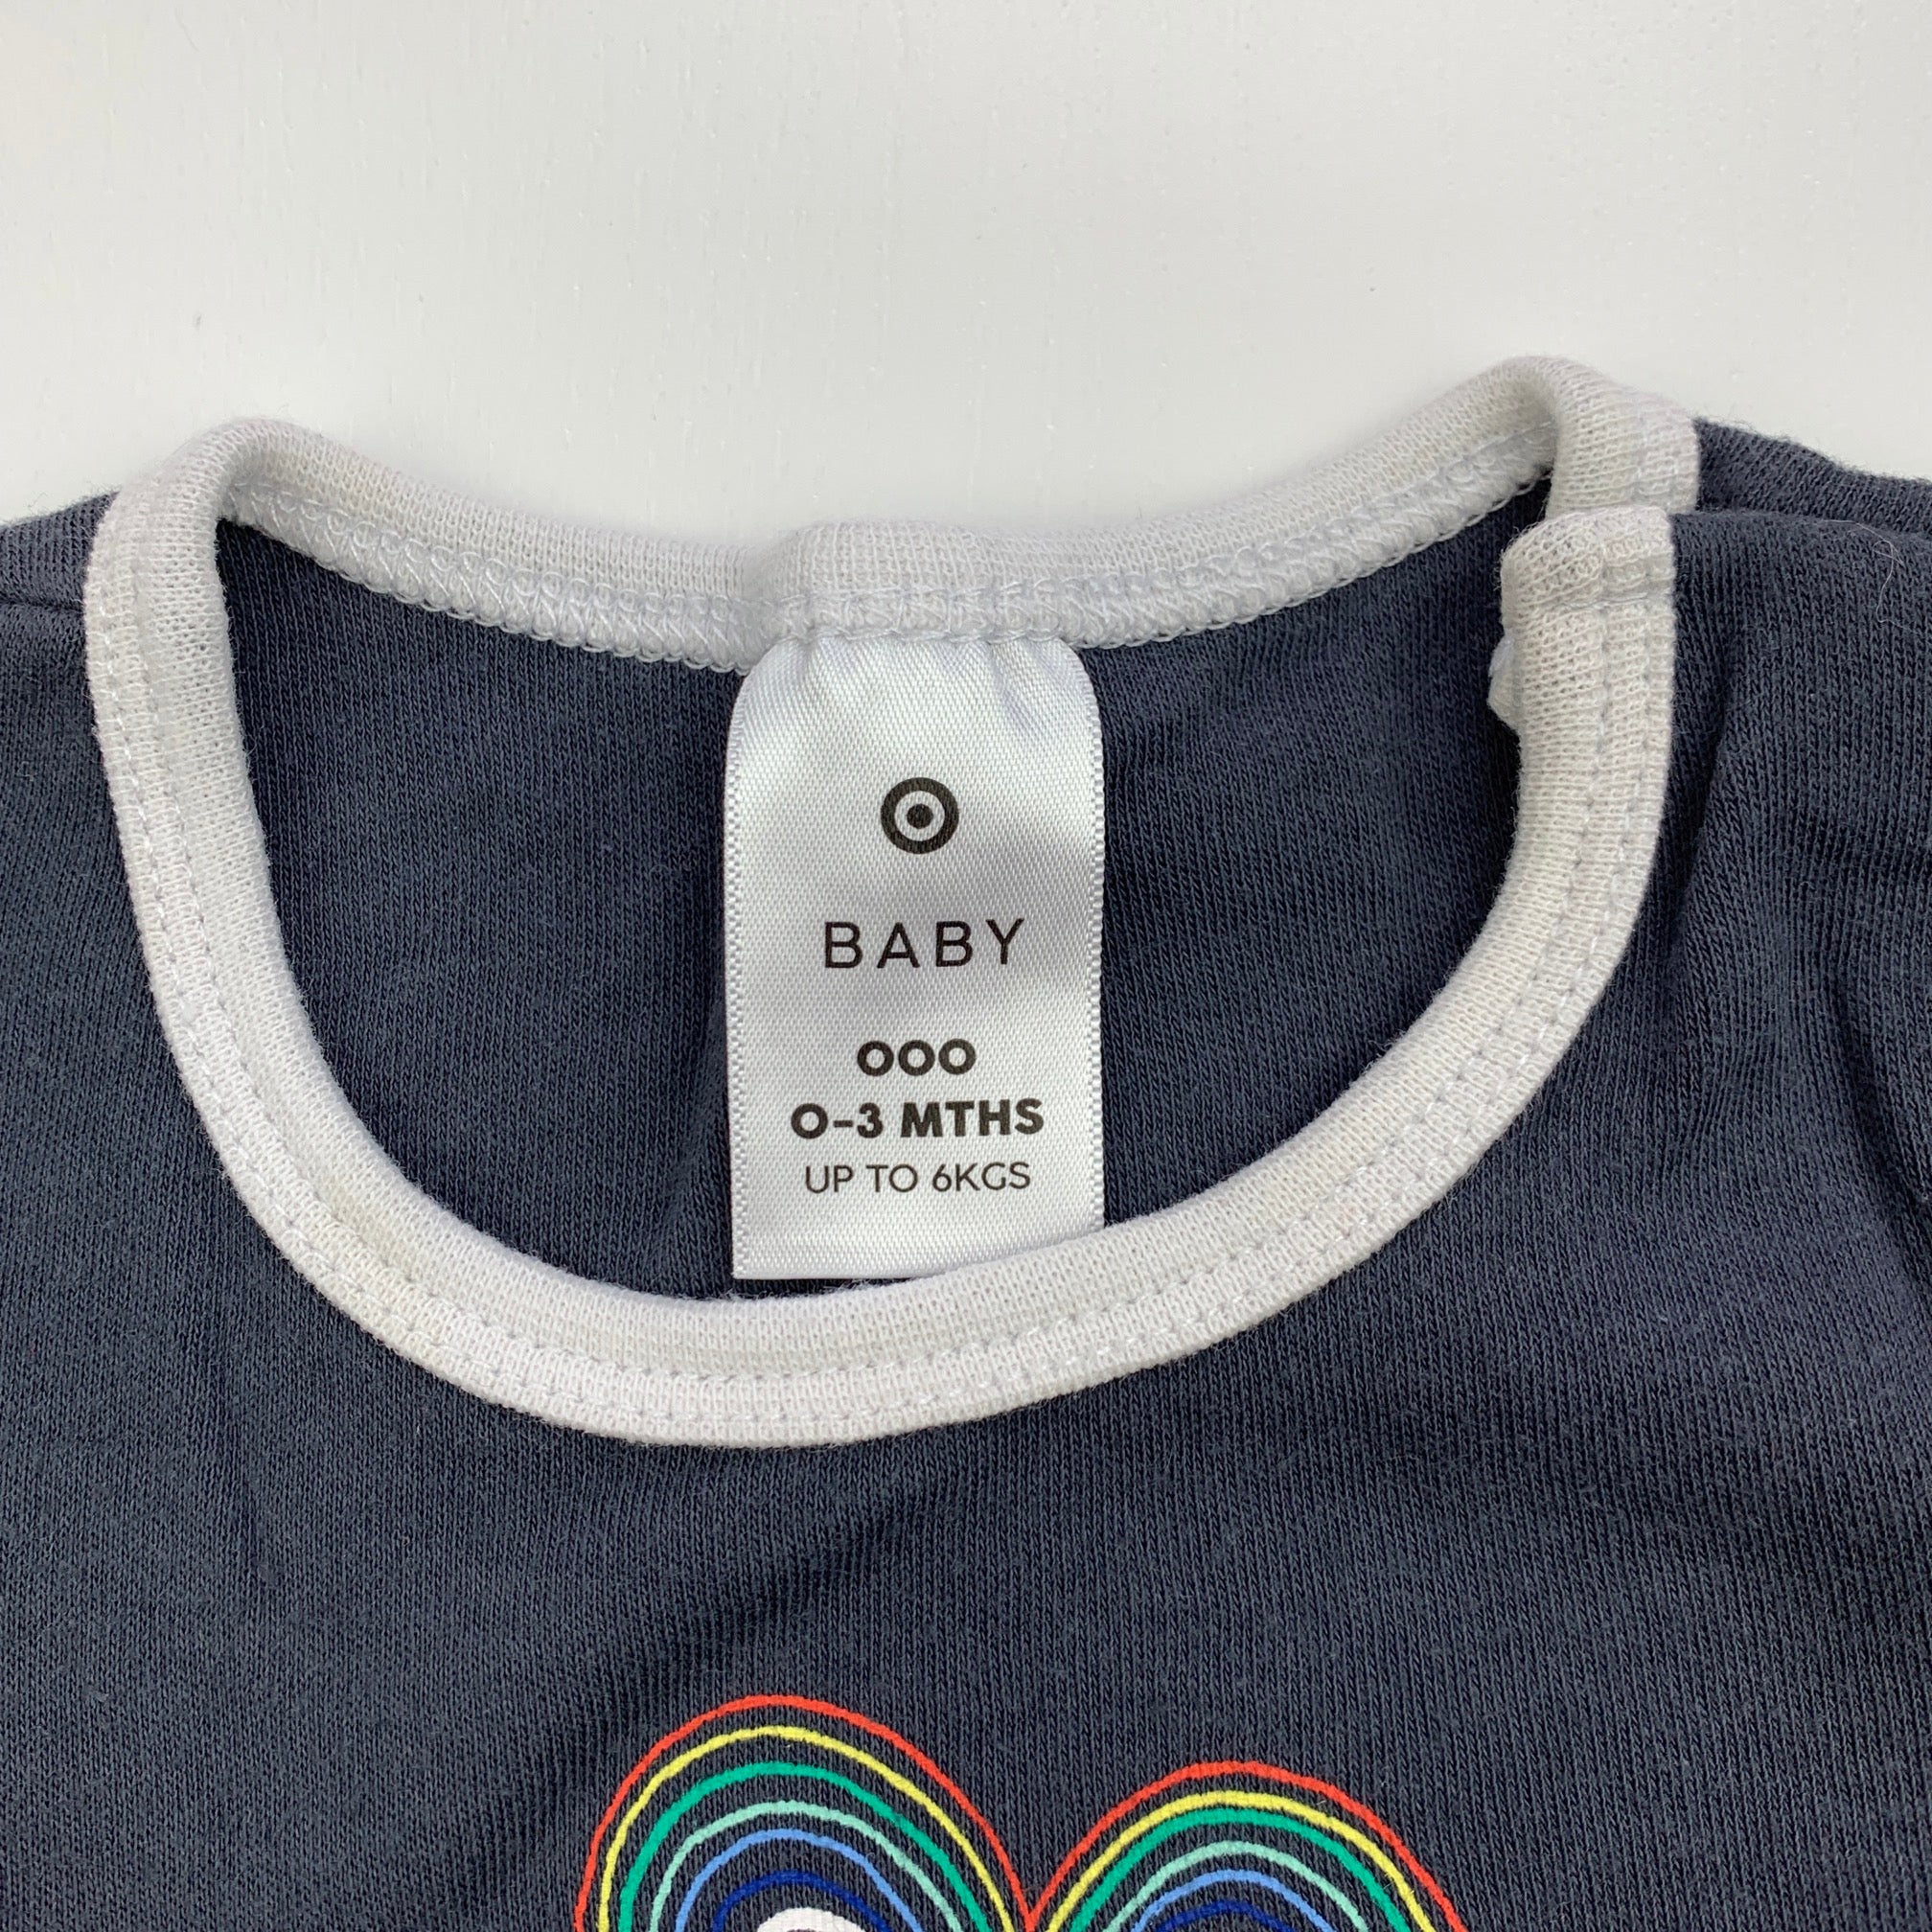 BABY
000
0-3 MTHS
UP TO 6KGS